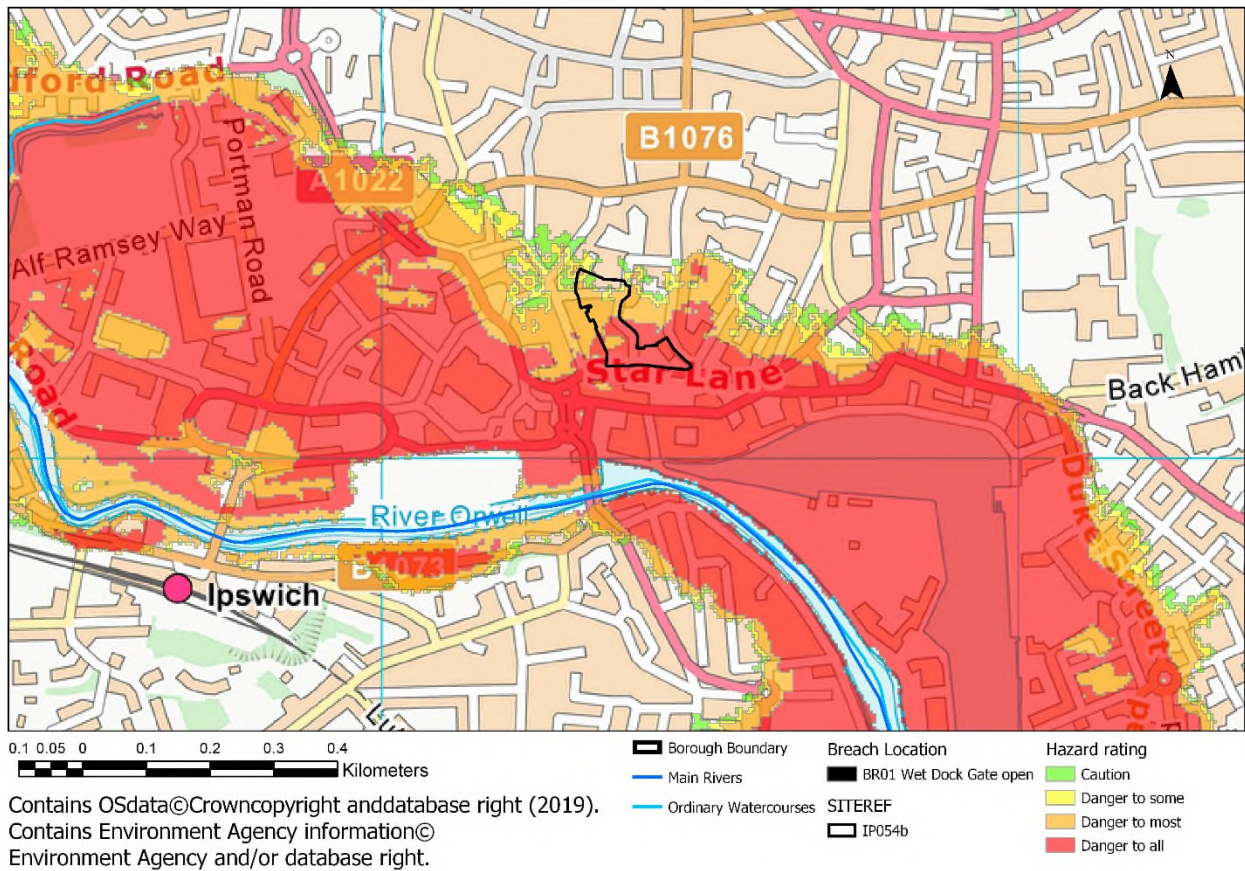 dford Road
Portman Road
A1022
B1076
N
Alf Ramsey Way
Road
Star Lane
Back Haml
Duke Street
River Orwell
B1073
Ipswich
0.1 0.05 0 0.1 0.2 0.3 0.4
Kilometers
Contains OSdata©Crowncopyright anddatabase right (2019).
Contains Environment Agency information©
Environment Agency and/or database right.
Borough Boundary
Main Rivers
Ordinary Watercourses
Breach Location
BR01 Wet Dock Gate open
SITEREF
IP054b
Hazard rating
Caution
Danger to some
Danger to most
Danger to all